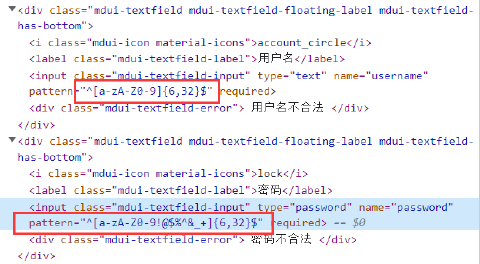 ▼<div class="mdui-textfield mdui-textfield-floating-label mdui-textfield-
has-bottom">
<i class="mdui-icon material-icons">account_circle</i>
<label class="mdui-textfield-label">用户名</label>
<input class="mdui-textfield-input" type="text" name="username"
pattern="^[a-zA-Z0-9]{6,32}$" required>
<div class="mdui-textfield-error"> 用户名不合法 </div>
</div>
▼<div class="mdui-textfield mdui-textfield-floating-label mdui-textfield-
has-bottom">
<i class="mdui-icon material-icons">lock</i>
<label class="mdui-textfield-label">密码</label>
<input class="mdui-textfield-input" type="password" name="password"
pattern="^[a-zA-Z0-9!@$%^&_+]{6,32}$" required> == $0
<div class="mdui-textfield-error"> 密码不合法 </div>
</div>